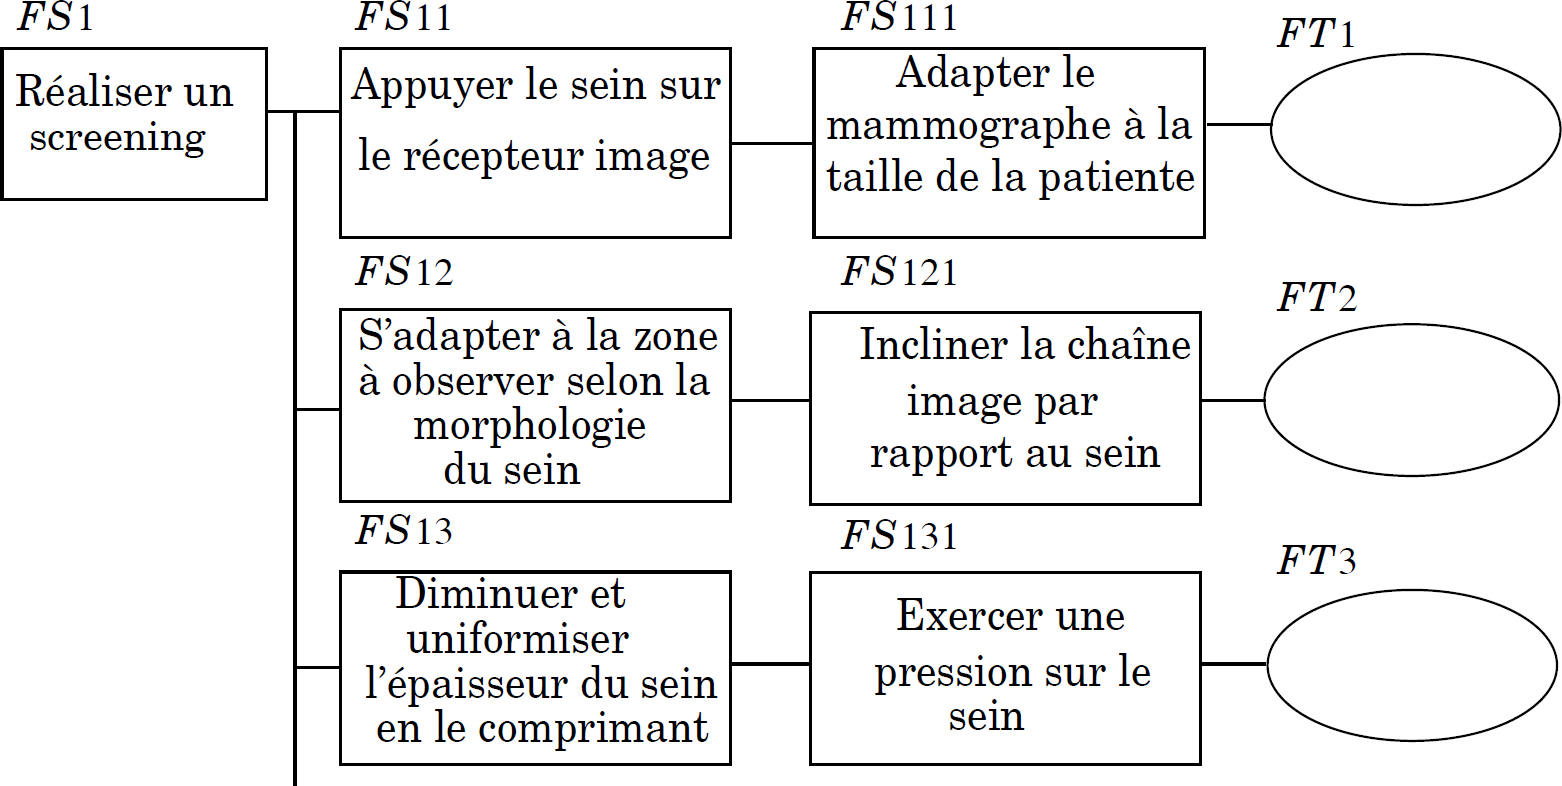 FS1
Réaliser un
screening
FS11
Appuyer le sein sur
le récepteur image
FS111
Adapter le
mammographe à la
taille de la patiente
FT1
FS12
S'adapter à la zone
à observer selon la
morphologie
du sein
FS121
Incliner la chaîne
image par
rapport au sein
FT2
FS13
Diminuer et
uniformiser
l'épaisseur du sein
en le comprimant
FS131
Exercer une
pression sur le
sein
FT3